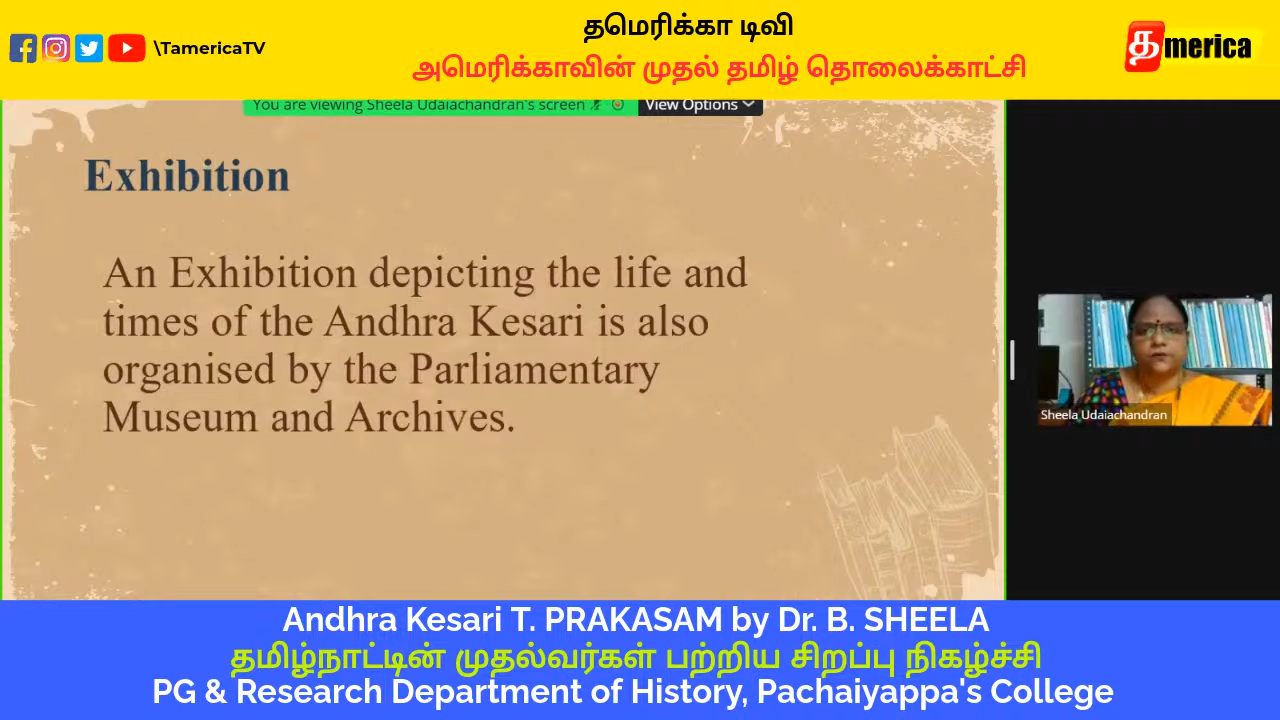 தமெரிக்கா டிவி
\TamericaTV
அமெரிக்காவின் முதல் தமிழ் தொலைக்காட்சி
தmerica
You are viewing Sheela Udaiachandran's screen
View Options
Exhibition
An Exhibition depicting the life and
times of the Andhra Kesari is also
organised by the Parliamentary
Museum and Archives.
Sheela Udaiachandran
Andhra Kesari T. PRAKASAM by Dr. B. SHEELA
தமிழ்நாட்டின் முதல்வர்கள் பற்றிய சிறப்பு நிகழ்ச்சி
PG & Research Department of History, Pachaiyappa's College